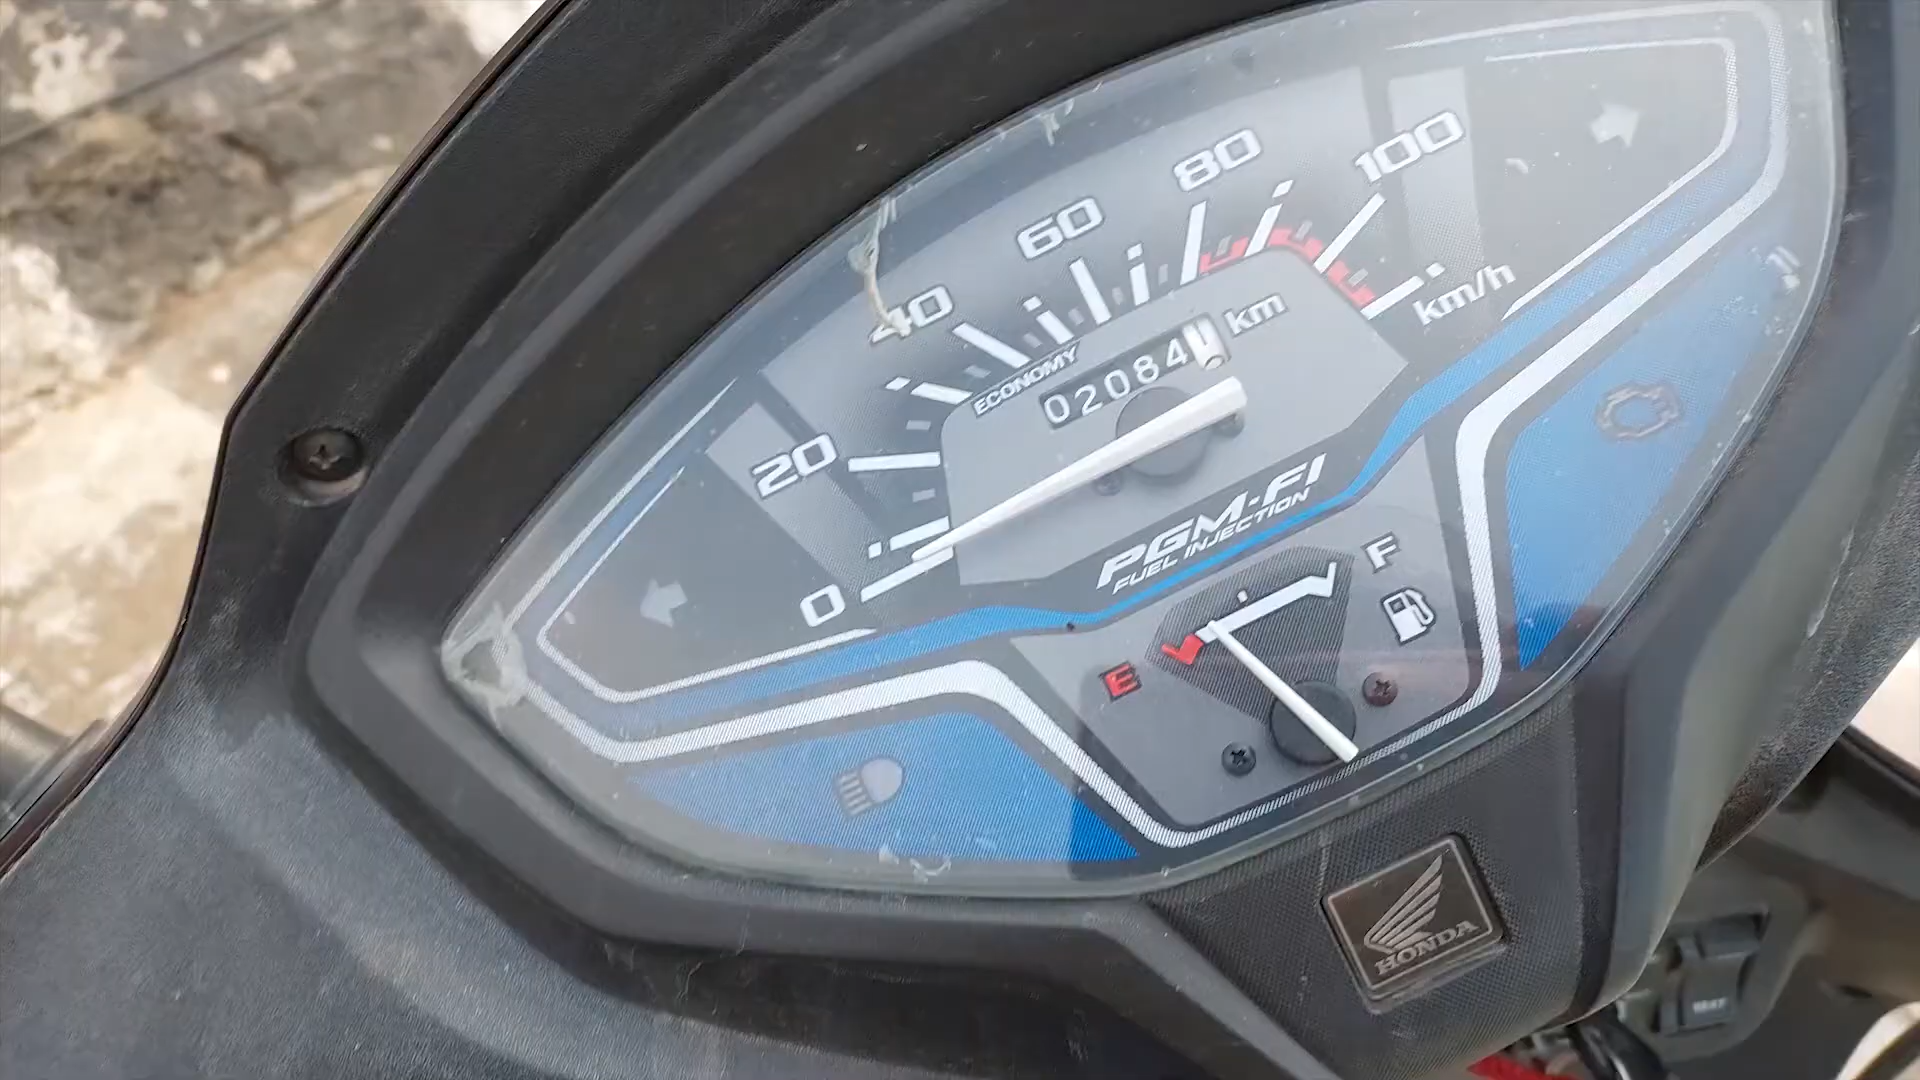 0
20
40
60
80
100
km/h
ECONOMY
02084
km
PGM-FI
FUEL INJECTION
E
F
HONDA